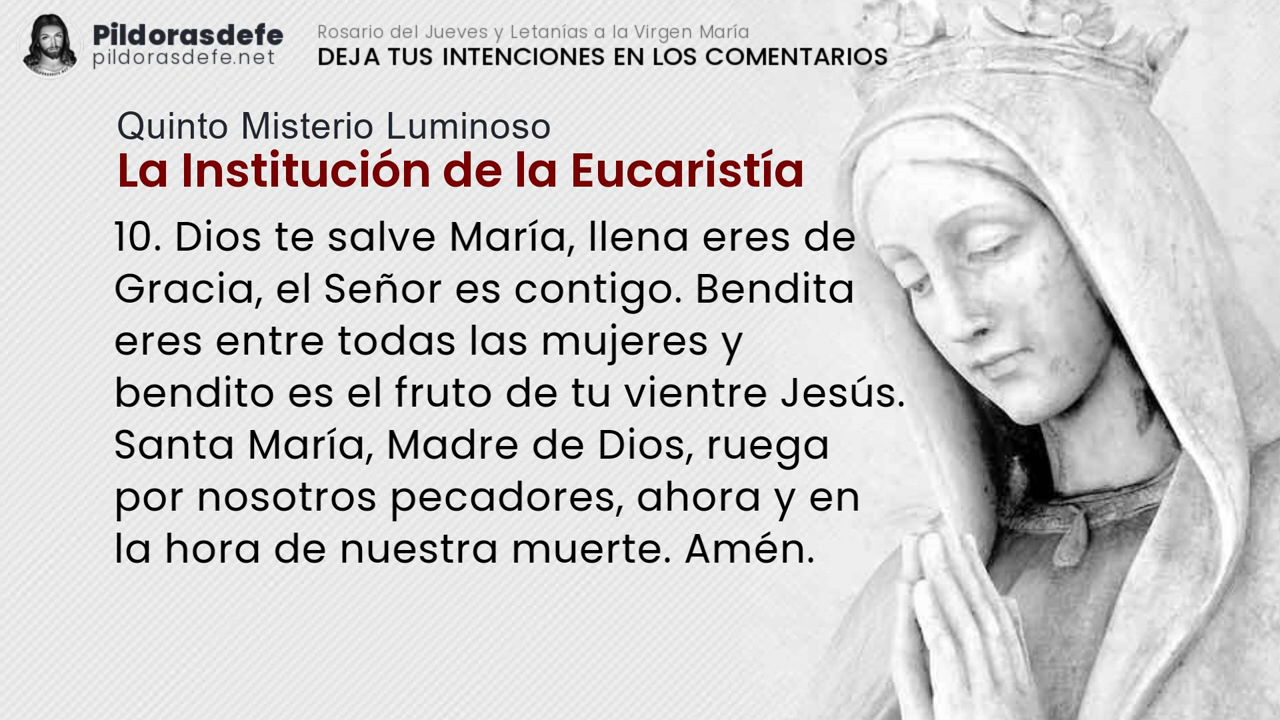 Pildorasdefe
pildorasdefe.net
Rosario del Jueves y Letanías a la Virgen María
DEJA TUS INTENCIONES EN LOS COMENTARIOS
Quinto Misterio Luminoso
La Institución de la Eucaristía
10. Dios te salve María, llena eres de
Gracia, el Señor es contigo. Bendita
eres entre todas las mujeres y
bendito es el fruto de tu vientre Jesús.
Santa María, Madre de Dios, ruega
por nosotros pecadores, ahora y en
la hora de nuestra muerte. Amén.